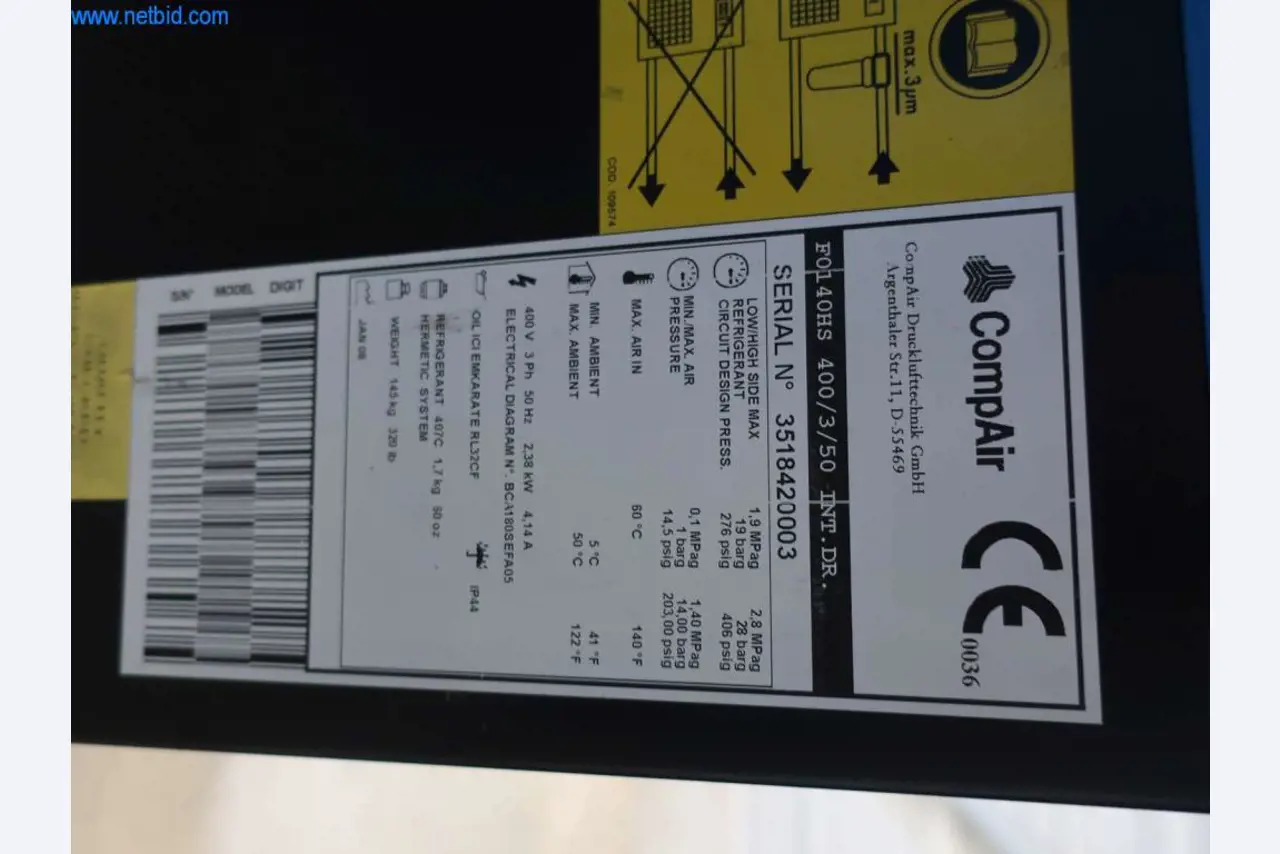 www.netbid.com
max.3µm
COD. 109674
CompAir
CE
0036
CompAir Drucklufttechnik GmbH
Argenthaler Str.11, D-55469
F0140HS 400/3/50 INT.DR.
SERIAL N° 3518420003
LOW/HIGH SIDE MAX 1,9 MPag 2,8 MPag
REFRIGERANT 19 barg 28 barg
CIRCUIT DESIGN PRESS. 276 psig 406 psig
MIN./MAX. AIR 0,1 MPag 1,40 MPag
PRESSURE 1 barg 14,00 barg
14,5 psig 203,00 psig
MAX. AIR IN 60 °C 140 °F
MIN. AMBIENT 5 °C 41 °F
MAX. AMBIENT 50 °C 122 °F
400 V 3 Ph 50 Hz 2,38 kW 4,14 A
ELECTRICAL DIAGRAM N°. BCA180SEFA05
OIL ICI EMKARATE RL32CF IP44
REFRIGERANT 407C 1,7 kg 60 oz
HERMETIC SYSTEM
WEIGHT 145 kg 320 lb
JAN 08
DIGIT
MODEL
S/N°